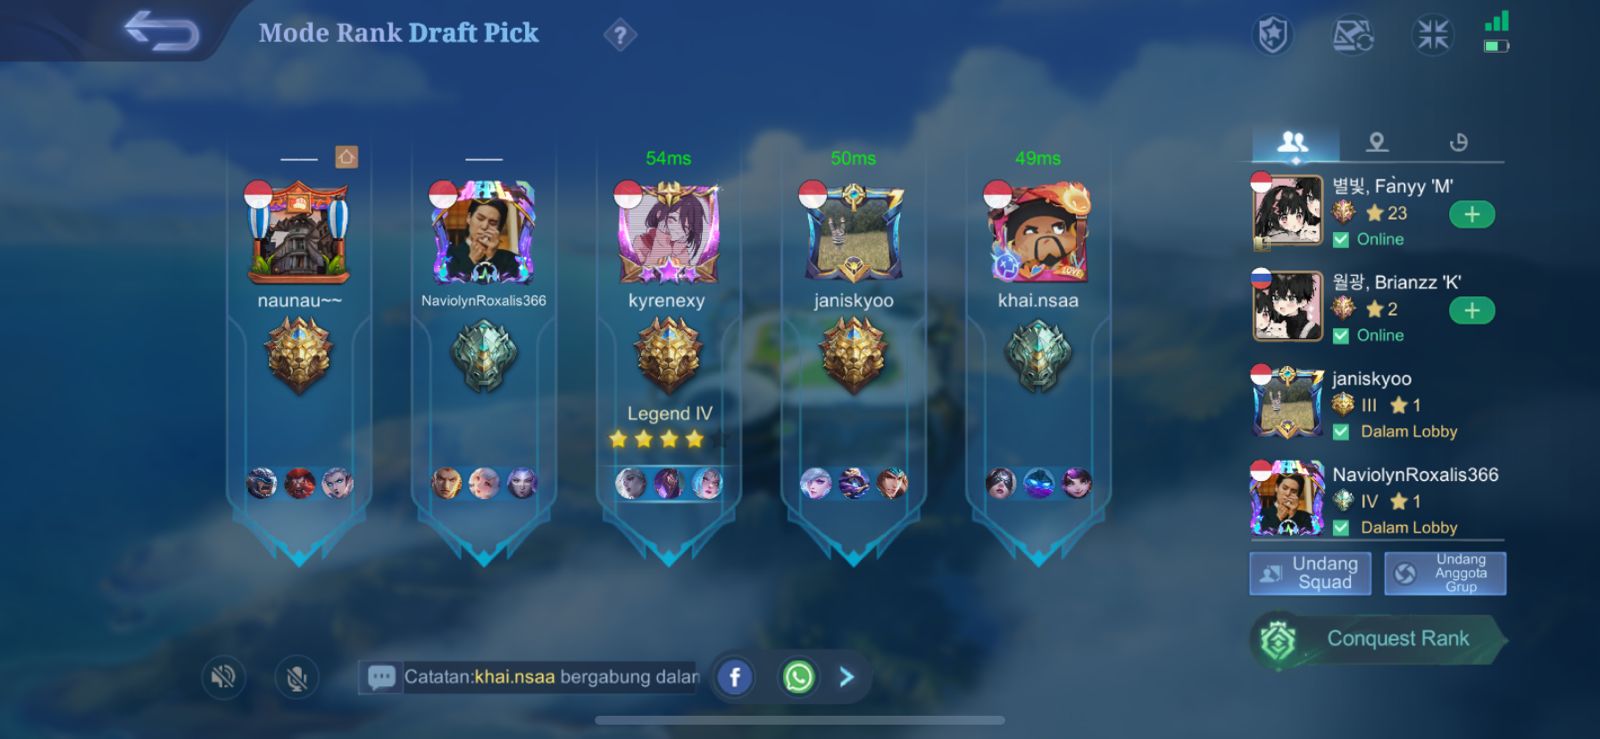 Mode Rank Draft Pick
?
54ms
50ms
49ms
naunau~~
NaviolynRoxalis366
kyrenexy
janiskyoo
khai.nsaa
Legend IV
별빛, Fanyy 'M'
23
Online
월광, Brianzz 'K'
2
Online
janiskyoo
III 1
Dalam Lobby
NaviolynRoxalis366
IV 1
Dalam Lobby
Undang
Squad
Undang
Anggota
Grup
Conquest Rank
Catatan:khai.nsaa bergabung dalan